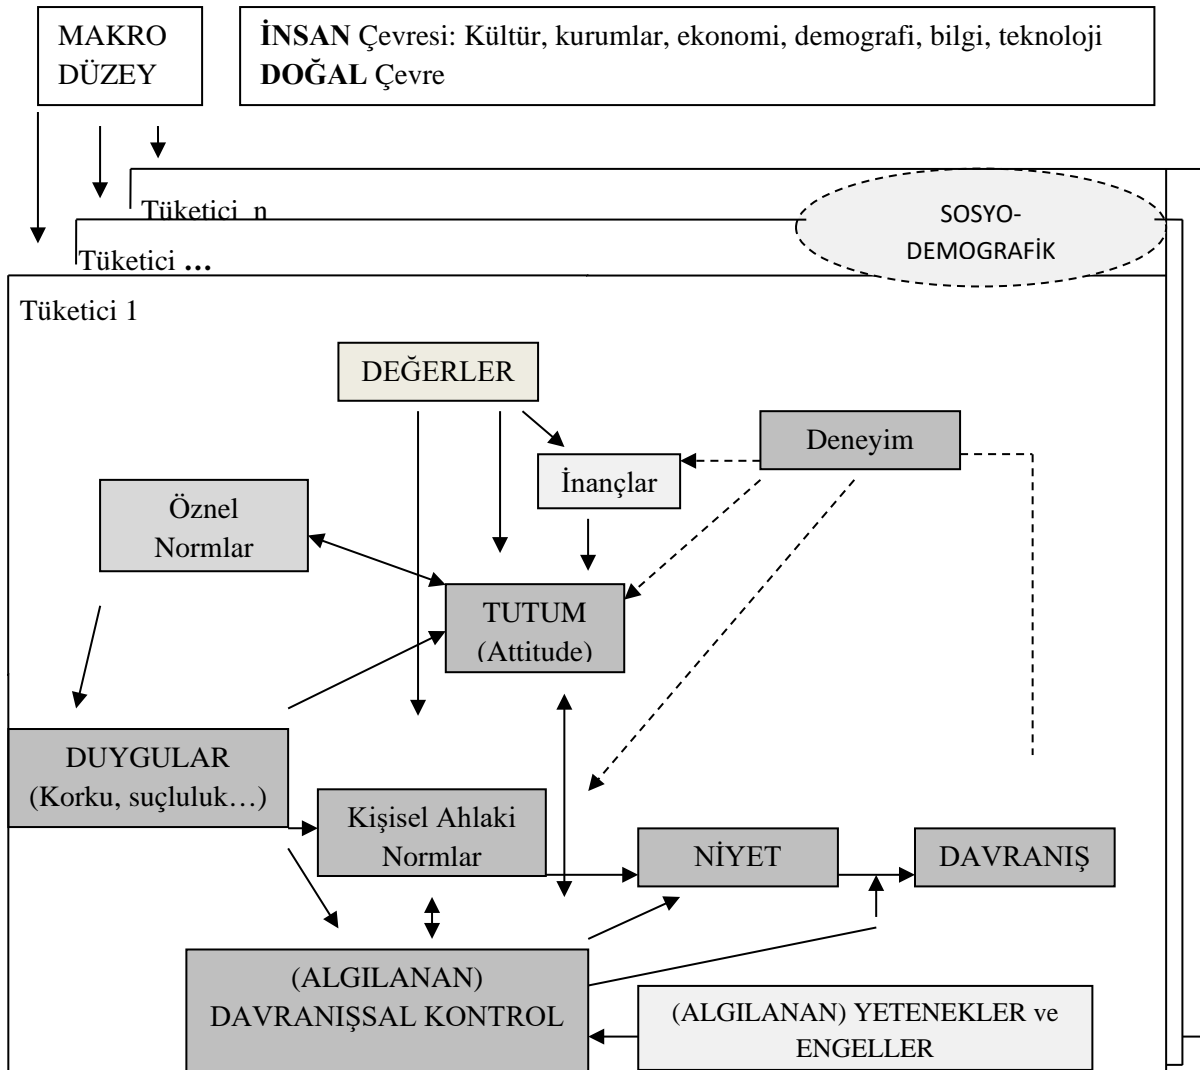 MAKRO
DÜZEY
İNSAN Çevresi: Kültür, kurumlar, ekonomi, demografi, bilgi, teknoloji
DOĞAL Çevre
Tüketici n
SOSYO-
DEMOGRAFİK
Tüketici ...
Tüketici 1
DEĞERLER
Deneyim
İnançlar
Öznel
Normlar
TUTUM
(Attitude)
DUYGULAR
(Korku, suçluluk…)
Kişisel Ahlaki
Normlar
NİYET
DAVRANIŞ
(ALGILANAN)
DAVRANIŞSAL KONTROL
(ALGILANAN) YETENEKLER ve
ENGELLER